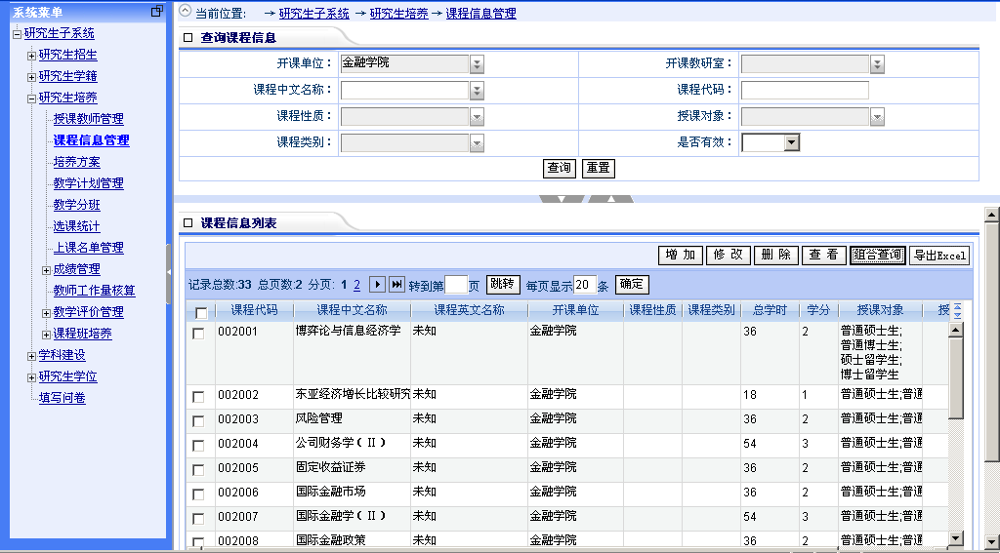 系统菜单
研究生子系统
研究生招生
研究生学籍
研究生培养
授课教师管理
课程信息管理
培养方案
教学计划管理
教学分班
选课统计
上课名单管理
成绩管理
教师工作量核算
教学评价管理
课程班培养
学科建设
研究生学位
填写问卷
当前位置: →研究生子系统 →研究生培养 →课程信息管理
查询课程信息
开课单位: 金融学院 开课教研室:
课程中文名称: 课程代码:
课程性质: 授课对象:
课程类别: 是否有效:
查询 重置
课程信息列表
增 加 修 改 删 除 查 看 组合查询 导出Excel
记录总数:33 总页数:2 分页: 1 2 转到第 页 跳转 每页显示 20 条 确定
课程代码 课程中文名称 课程英文名称 开课单位 课程性质 课程类别 总学时 学分 授课对象 授
002001 博弈论与信息经济学 未知 金融学院 36 2 普通硕士生;
普通博士生;
硕士留学生;
博士留学生
002002 东亚经济增长比较研究 未知 金融学院 18 1 普通硕士生;普通
002003 风险管理 未知 金融学院 36 2 普通硕士生;普通
002004 公司财务学(Ⅱ) 未知 金融学院 54 3 普通硕士生;普通
002005 固定收益证券 未知 金融学院 36 2 普通硕士生;普通
002006 国际金融市场 未知 金融学院 36 2 普通硕士生;普通
002007 国际金融学(Ⅱ) 未知 金融学院 54 3 普通硕士生;普通
002008 国际金融政策 未知 金融学院 36 2 普通硕士生;普通